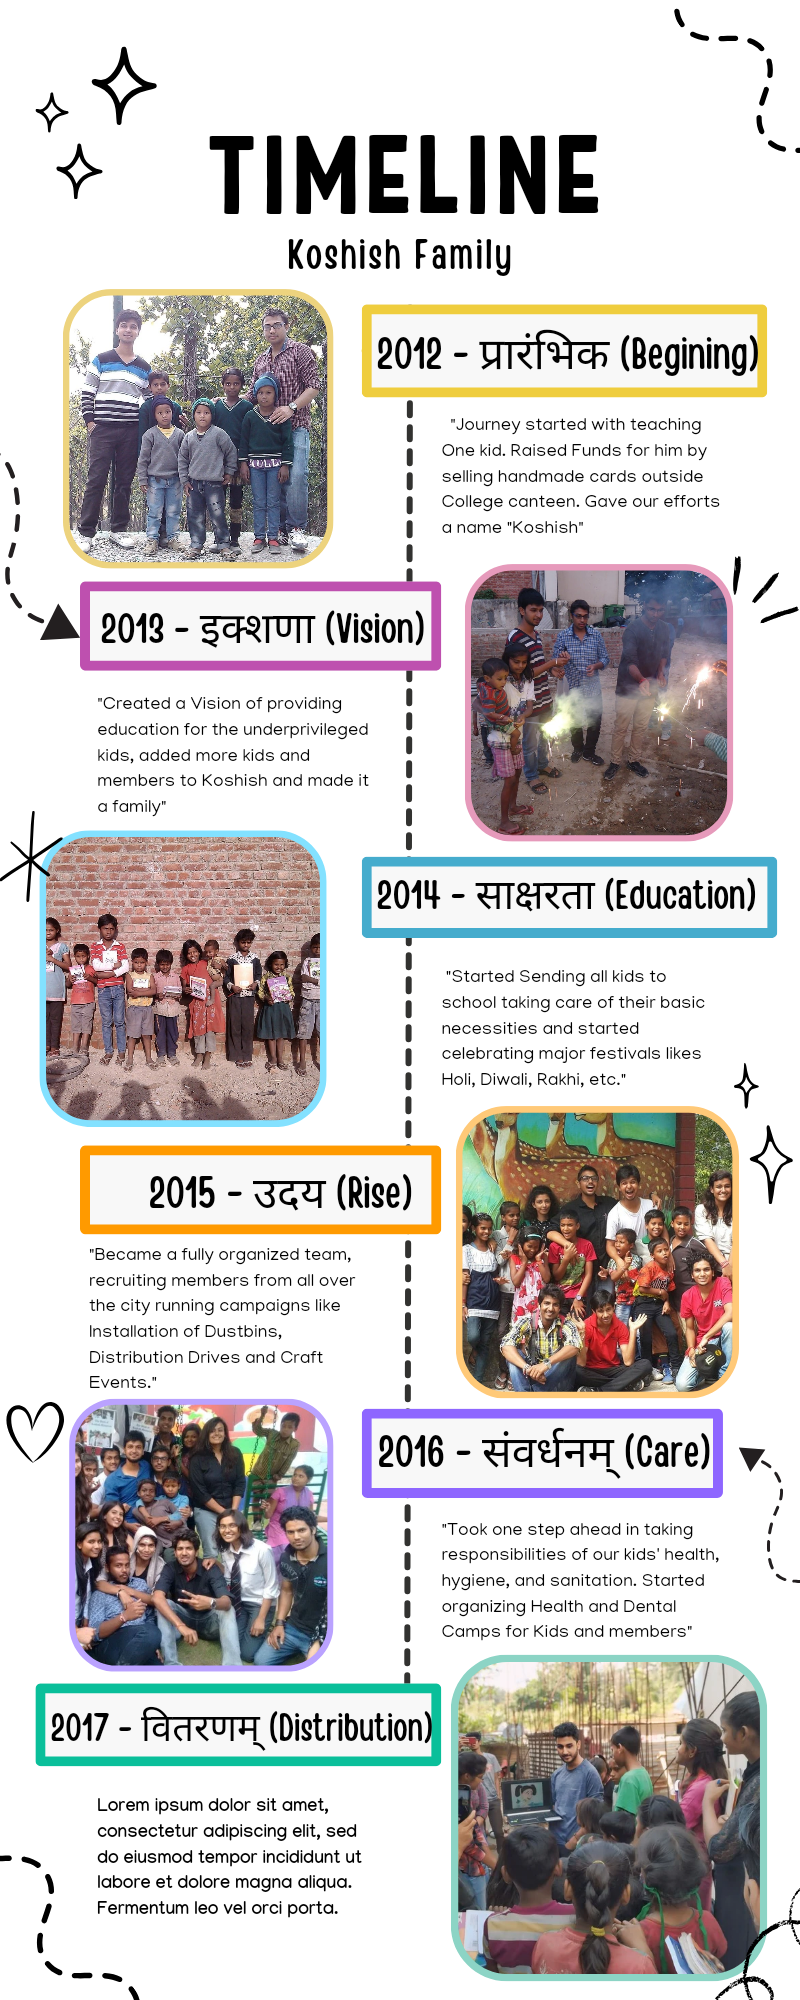 TIMELINE
Koshish Family
2012 - प्रारंभिक (Begining)
"Journey started with teaching
One kid. Raised Funds for him by
selling handmade cards outside
College canteen. Gave our efforts
a name "Koshish"
2013 - इक्शणा (Vision)
"Created a Vision of providing
education for the underprivileged
kids, added more kids and
members to Koshish and made it
a family"
2014 - साक्षरता (Education)
"Started Sending all kids to
school taking care of their basic
necessities and started
celebrating major festivals likes
Holi, Diwali, Rakhi, etc."
2015 - उदय (Rise)
"Became a fully organized team,
recruiting members from all over
the city running campaigns like
Installation of Dustbins,
Distribution Drives and Craft
Events."
2016 - संवर्धनम् (Care)
"Took one step ahead in taking
responsibilities of our kids' health,
hygiene, and sanitation. Started
organizing Health and Dental
Camps for Kids and members"
2017 - वितरणम् (Distribution)
Lorem ipsum dolor sit amet,
consectetur adipiscing elit, sed
do eiusmod tempor incididunt ut
labore et dolore magna aliqua.
Fermentum leo vel orci porta.